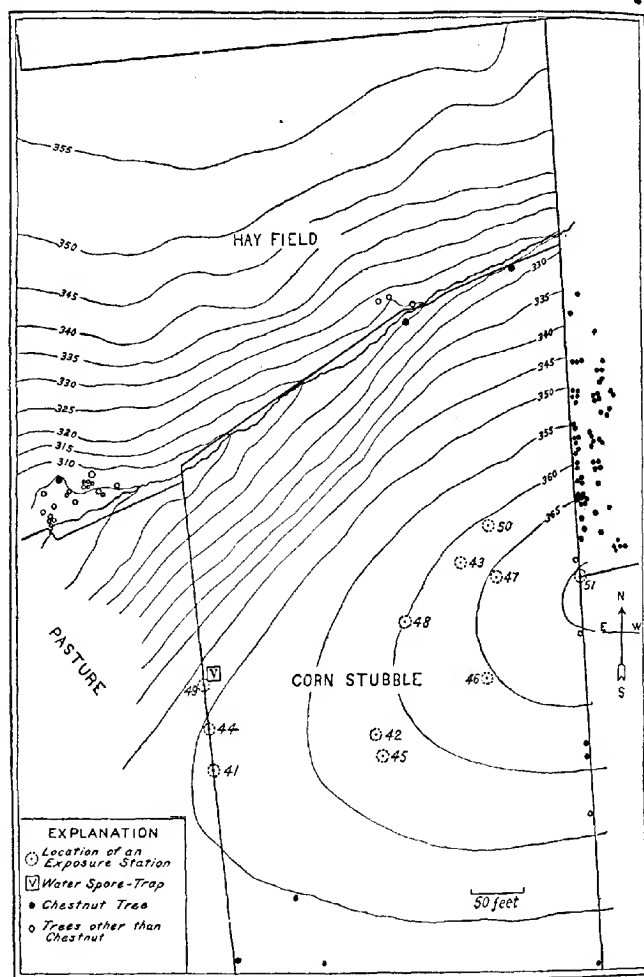 355
HAY FIELD
350
345
340
335
330
325
320
315
310
330
335
340
345
350
355
360
365
50
43
47
51
N
E W
S
48
PASTURE
CORN STUBBLE
46
V
49
44
42
45
41
EXPLANATION
Location of an
Exposure Station
V Water Spore-Trap
Chestnut Tree
Trees other than
Chestnut
50 feet